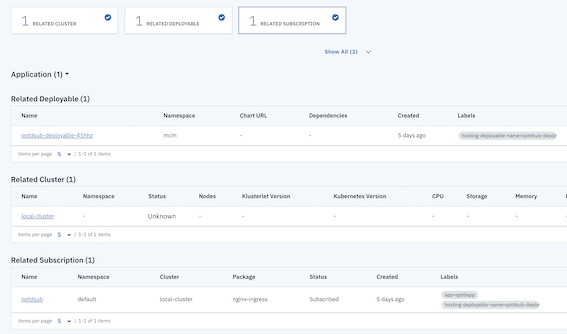 1 RELATED CLUSTER
1 RELATED DEPLOYABLE
1 RELATED SUBSCRIPTION
Show All (3)
Application (1)
Related Deployable (1)
Name Namespace Chart URL Dependencies Created Labels
qotdsub-deployable-45hhz mcm - - 5 days ago hosting-deployable-name=qotdsub-deplo
items per page 5 | 1-1 of 1 items
Related Cluster (1)
Name Namespace Status Nodes Klusterlet Version Kubernetes Version CPU Storage Memory
local-cluster - Unknown - - - - - -
items per page 5 | 1-1 of 1 items
Related Subscription (1)
Name Namespace Cluster Package Status Created Labels
qotdsub default local-cluster nginx-ingress Subscribed 5 days ago app=qotdapp
hosting-deployable-name=qotdsub-deplo
items per page 5 | 1-1 of 1 items